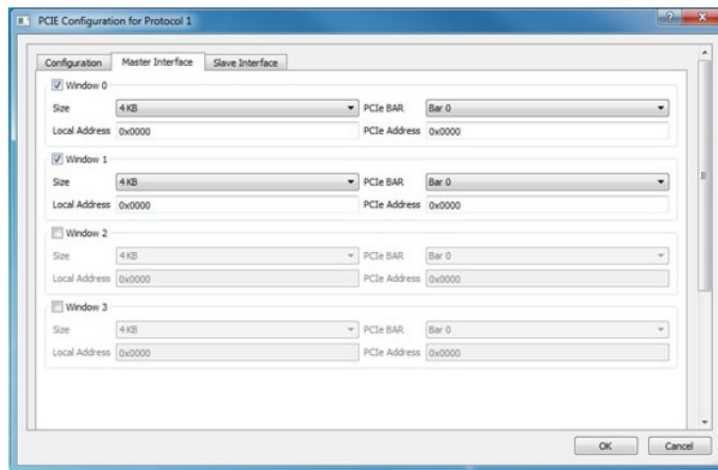 PCIE Configuration for Protocol 1
Configuration Master Interface Slave Interface
Window 0
Size 4 KB PCIe BAR Bar 0
Local Address 0x0000 PCIe Address 0x0000
Window 1
Size 4 KB PCIe BAR Bar 0
Local Address 0x0000 PCIe Address 0x0000
Window 2
Size 4 KB PCIe BAR Bar 0
Local Address 0x0000 PCIe Address 0x0000
Window 3
Size 4 KB PCIe BAR Bar 0
Local Address 0x0000 PCIe Address 0x0000
OK Cancel